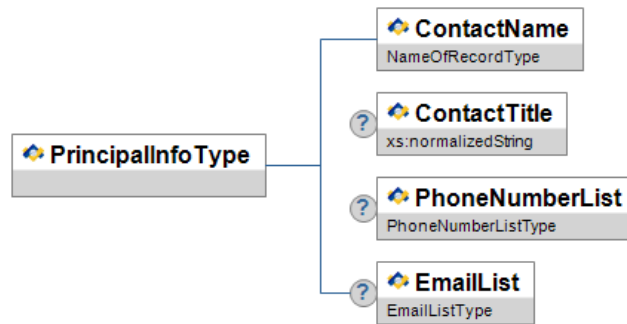 ContactName
NameOfRecordType
?
ContactTitle
xs:normalizedString
PrincipalInfoType
?
PhoneNumberList
PhoneNumberListType
?
EmailList
EmailListType